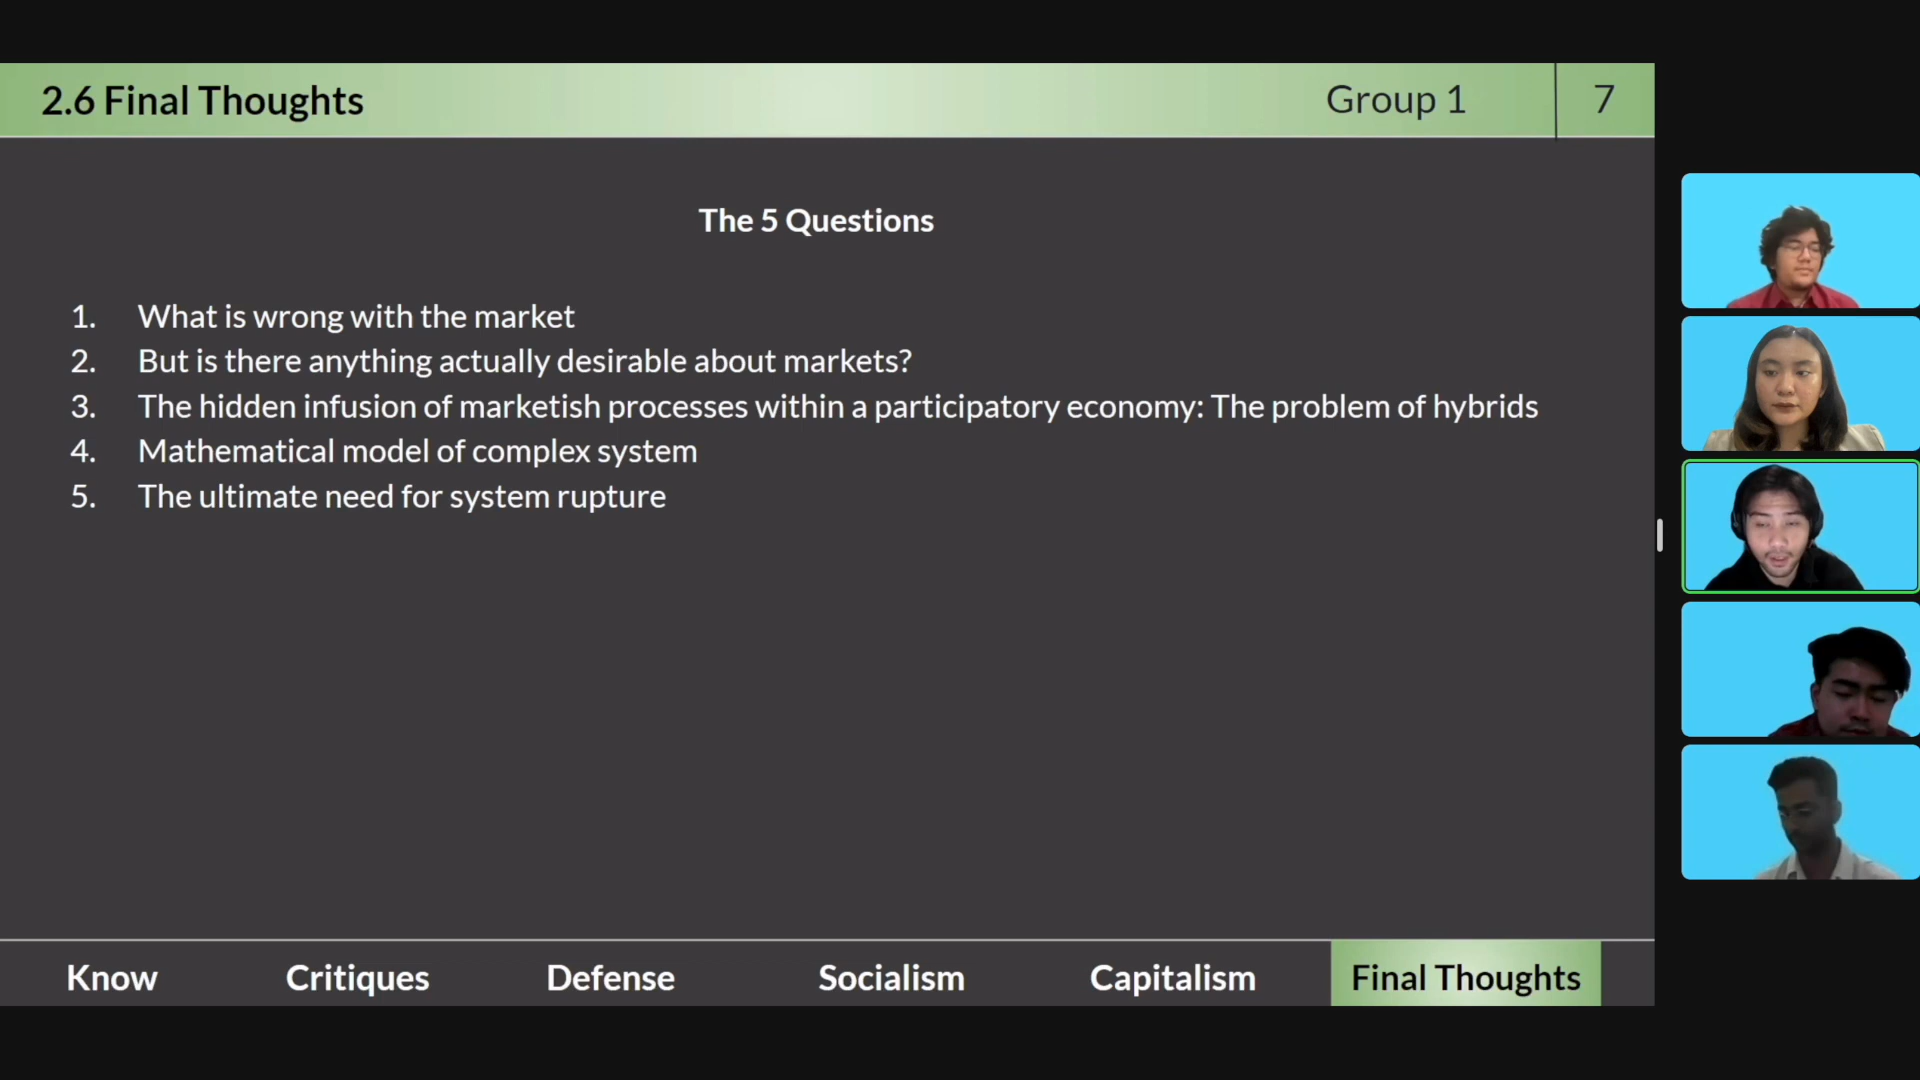 2.6 Final Thoughts
Group 1
7
The 5 Questions
1. What is wrong with the market
2. But is there anything actually desirable about markets?
3. The hidden infusion of marketish processes within a participatory economy: The problem of hybrids
4. Mathematical model of complex system
5. The ultimate need for system rupture
Know
Critiques
Defense
Socialism
Capitalism
Final Thoughts